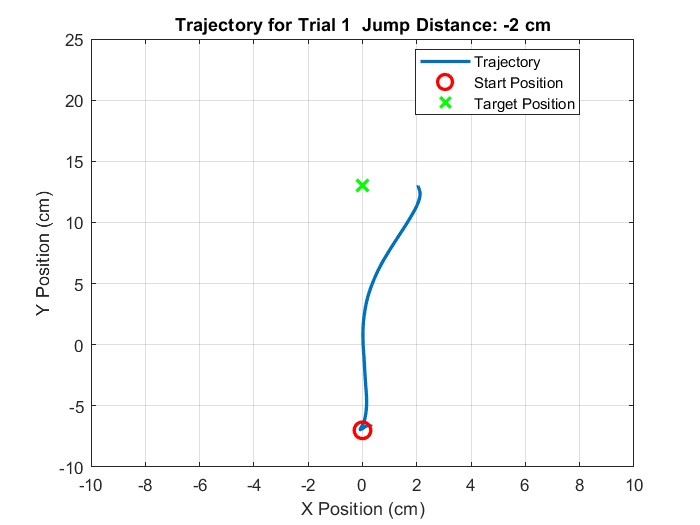 Trajectory for Trial 1  Jump Distance: -2 cm
25
20
15
10
5
0
-5
-10
Y Position (cm)
Trajectory
Start Position
Target Position
-10 -8 -6 -4 -2 0 2 4 6 8 10
X Position (cm)